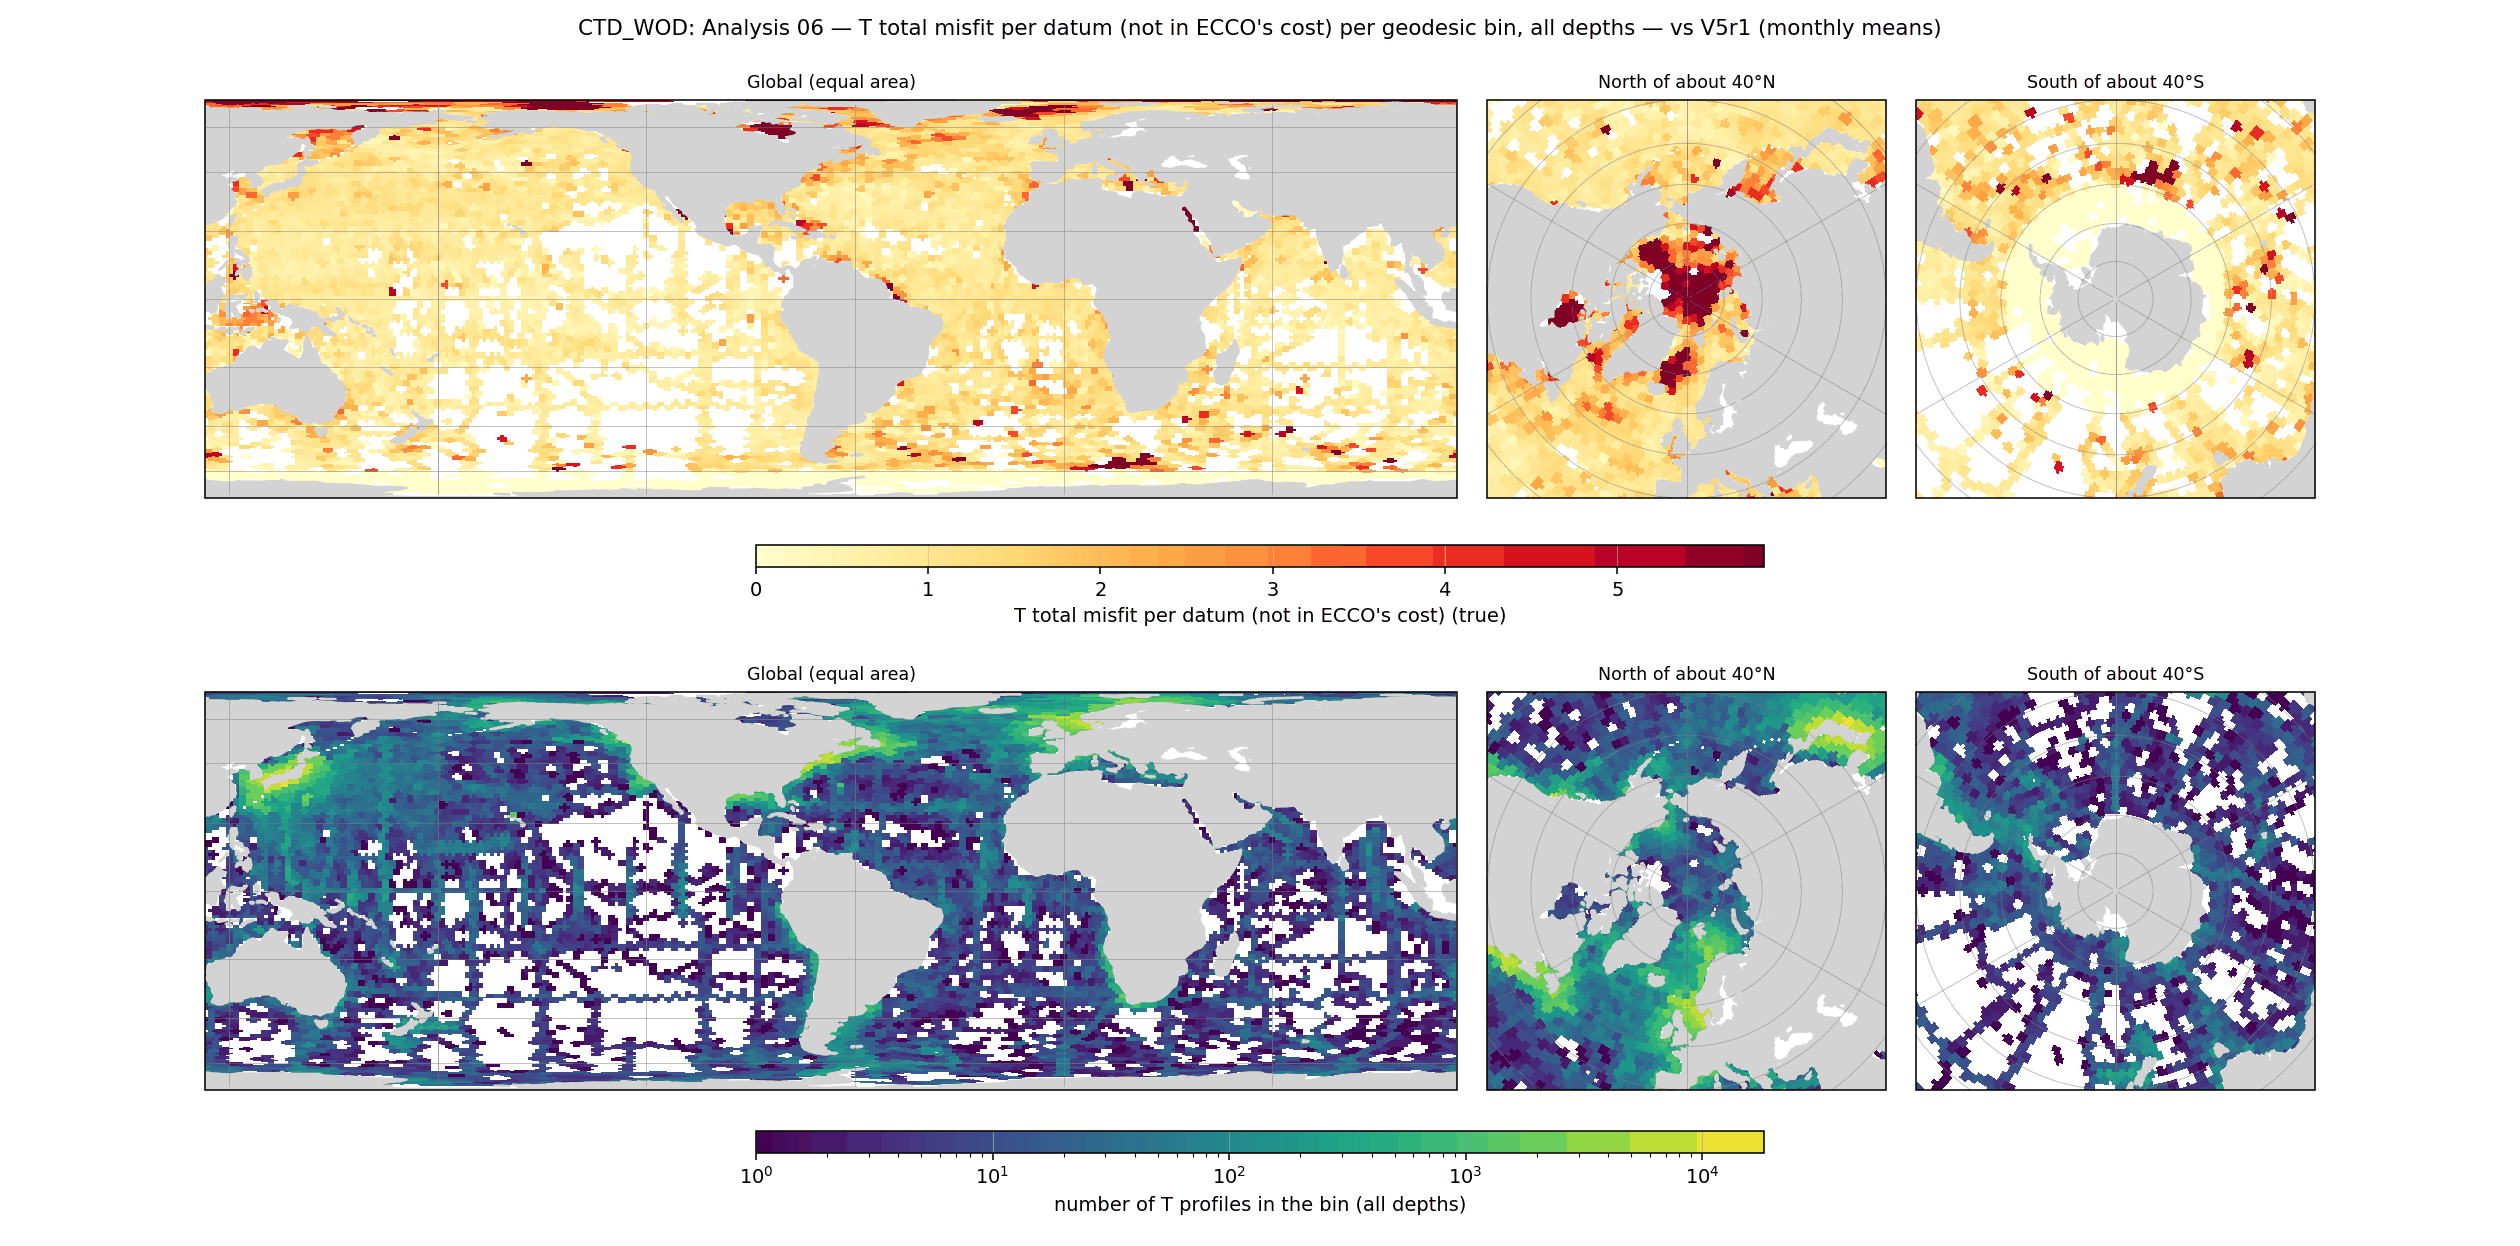 CTD_WOD: Analysis 06 — T total misfit per datum (not in ECCO's cost) per geodesic bin, all depths — vs V5r1 (monthly means)
Global (equal area)
North of about 40°N
South of about 40°S
0 1 2 3 4 5
T total misfit per datum (not in ECCO's cost) (true)
Global (equal area)
North of about 40°N
South of about 40°S
10⁰ 10¹ 10² 10³ 10⁴
number of T profiles in the bin (all depths)